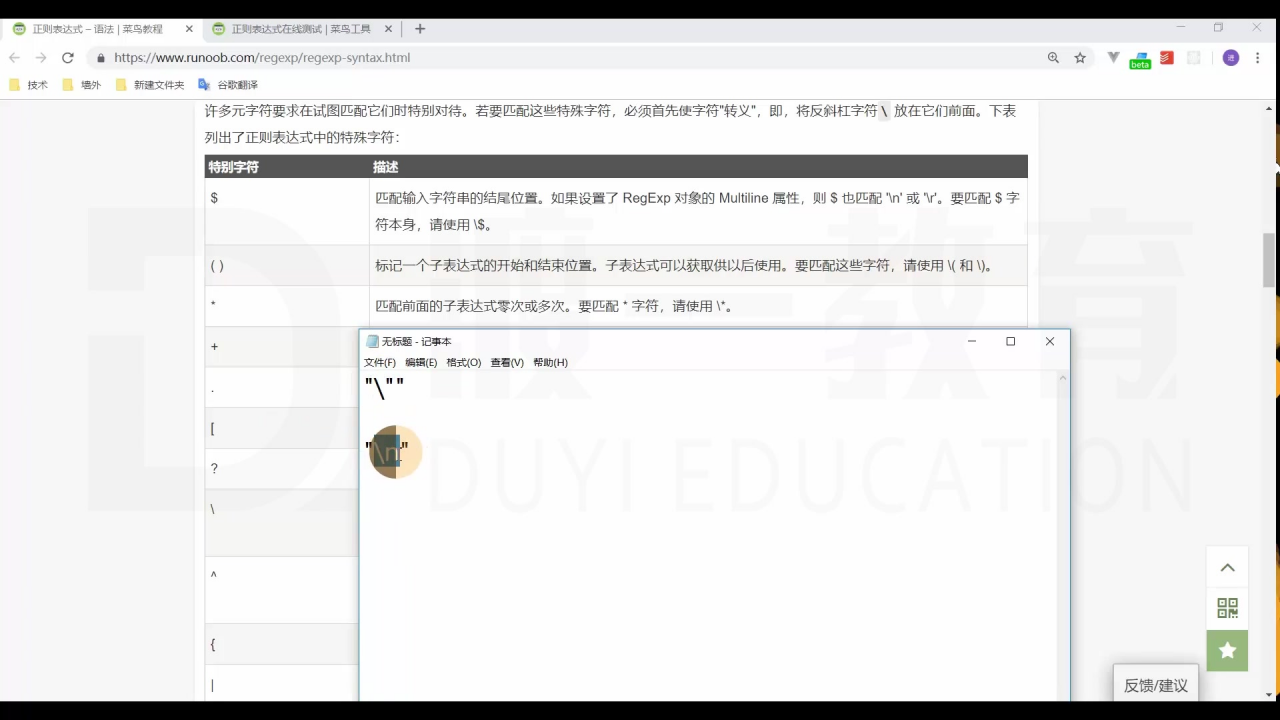 正则表达式 – 语法 | 菜鸟教程
正则表达式在线测试 | 菜鸟工具
https://www.runoob.com/regexp/regexp-syntax.html
beta
进
技术
墙外
新建文件夹
谷歌翻译
许多元字符要求在试图匹配它们时特别对待。若要匹配这些特殊字符，必须首先使字符"转义"，即，将反斜杠字符 \ 放在它们前面。下表
列出了正则表达式中的特殊字符：
特别字符 描述
$ 匹配输入字符串的结尾位置。如果设置了 RegExp 对象的 Multiline 属性，则 $ 也匹配 '\n' 或 '\r'。要匹配 $ 字
符本身，请使用 \$。
( ) 标记一个子表达式的开始和结束位置。子表达式可以获取供以后使用。要匹配这些字符，请使用 \( 和 \)。
* 匹配前面的子表达式零次或多次。要匹配 * 字符，请使用 \*。
+
.
[
?
\
^
{
|
无标题 - 记事本
文件(F) 编辑(E) 格式(O) 查看(V) 帮助(H)
"\""
"\n"
一教育
DUYI EDUCATION
反馈/建议